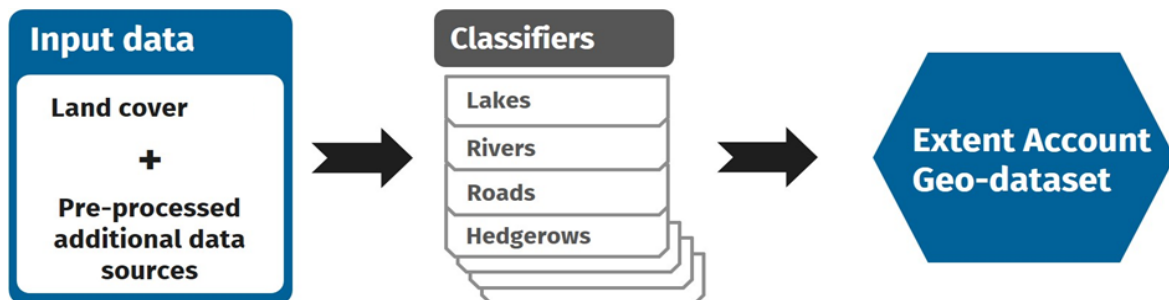 Input data
Land cover
+
Pre-processed
additional data
sources
Classifiers
Lakes
Rivers
Roads
Hedgerows
Extent Account
Geo-dataset